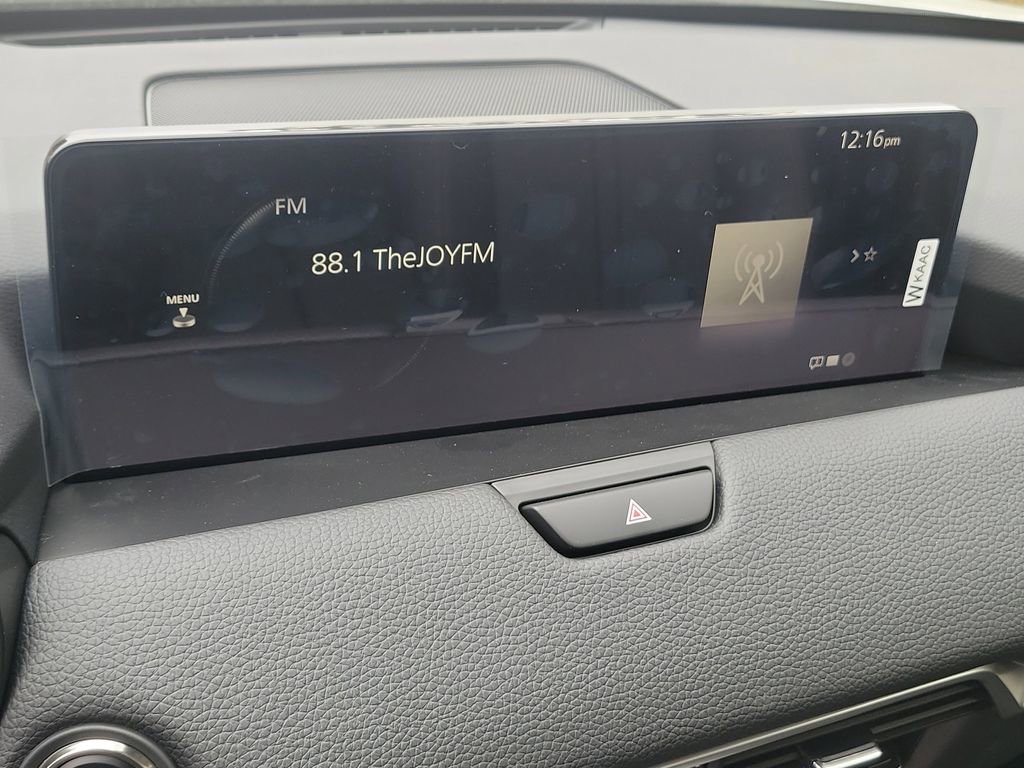 12:16pm
FM
88.1 TheJOYFM
MENU
WKAAC